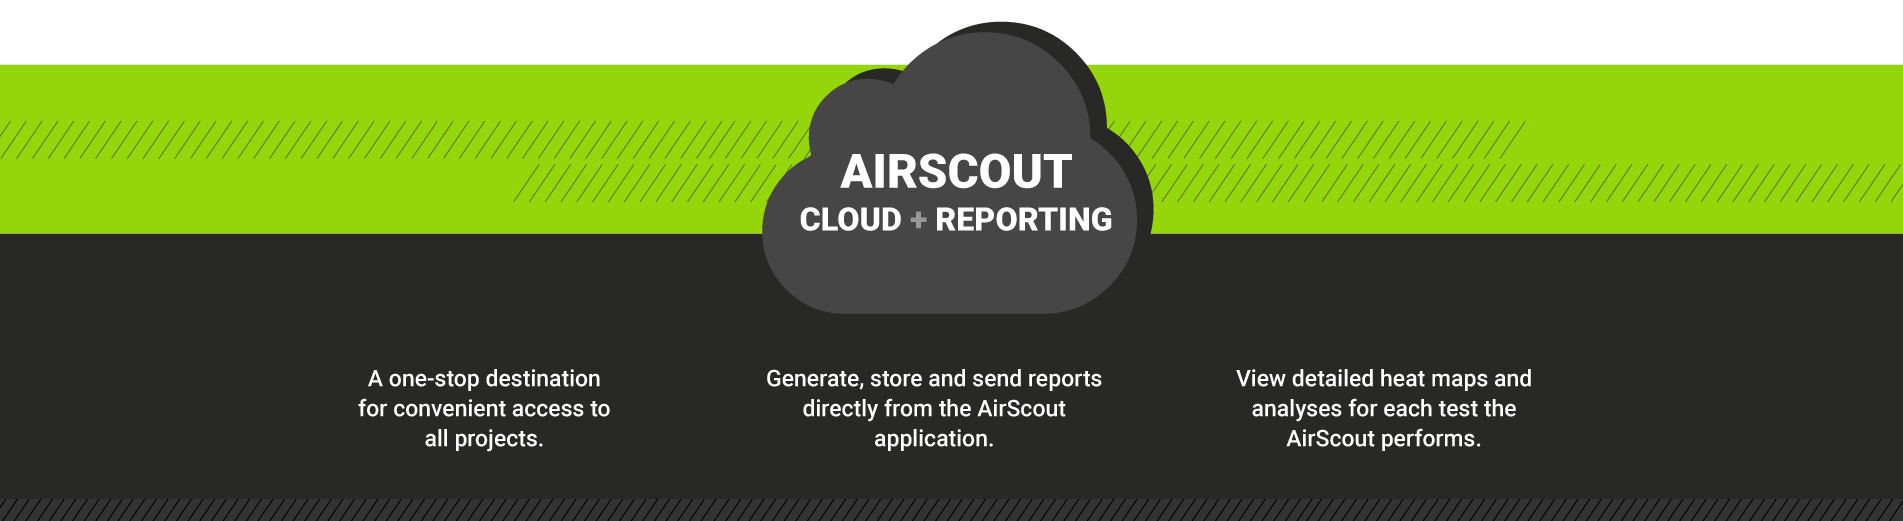 AIRSCOUT
CLOUD + REPORTING
A one-stop destination
for convenient access to
all projects.
Generate, store and send reports
directly from the AirScout
application.
View detailed heat maps and
analyses for each test the
AirScout performs.